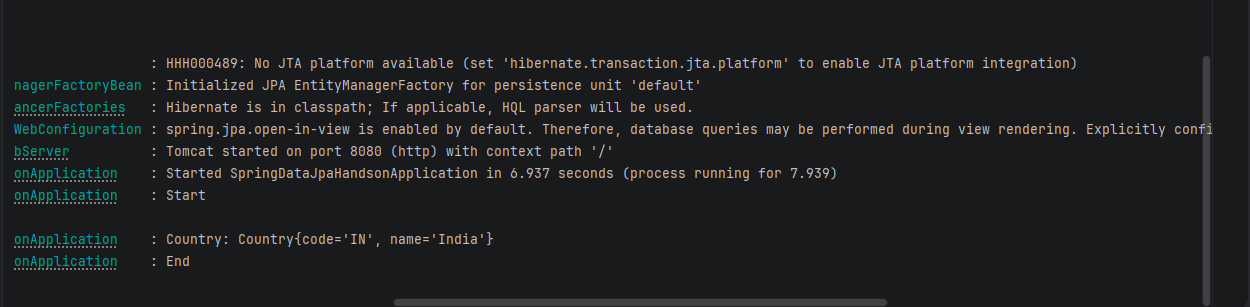 : HHH000489: No JTA platform available (set 'hibernate.transaction.jta.platform' to enable JTA platform integration)
nagerFactoryBean : Initialized JPA EntityManagerFactory for persistence unit 'default'
ancerFactories : Hibernate is in classpath; If applicable, HQL parser will be used.
WebConfiguration : spring.jpa.open-in-view is enabled by default. Therefore, database queries may be performed during view rendering. Explicitly confi
bServer : Tomcat started on port 8080 (http) with context path '/'
onApplication : Started SpringDataJpaHandsonApplication in 6.937 seconds (process running for 7.939)
onApplication : Start
onApplication : Country: Country{code='IN', name='India'}
onApplication : End